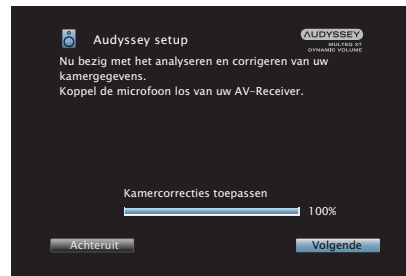 Audyssey setup
AUDYSSEY
MULTEQ XT
DYNAMIC VOLUME
Nu bezig met het analyseren en corrigeren van uw
kamergegevens.
Koppel de microfoon los van uw AV-Receiver.
Kamercorrecties toepassen
100%
Achteruit
Volgende